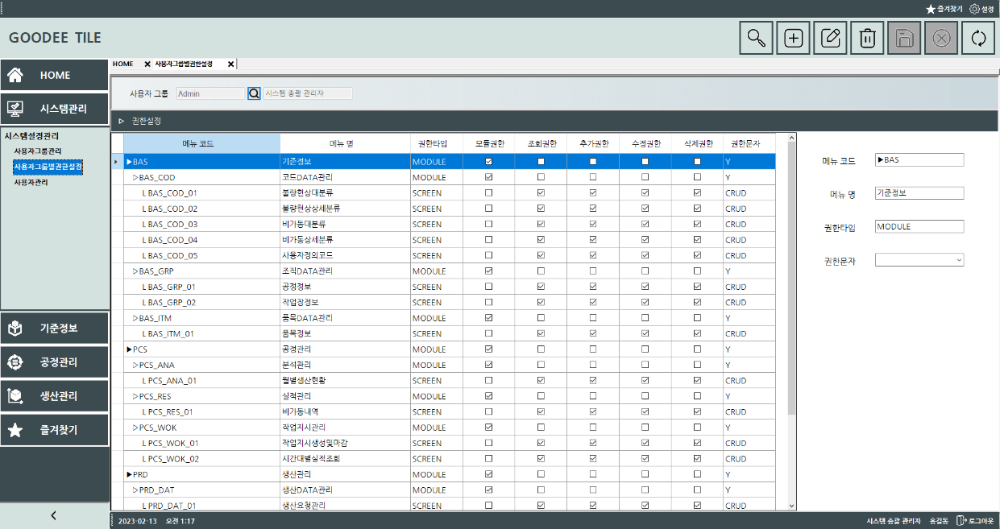 즐겨찾기 설정
GOODEE TILE
HOME
시스템관리
시스템설정관리
사용자그룹관리
사용자그룹별권한설정
사용자관리
기준정보
공정관리
생산관리
즐겨찾기
HOME 사용자그룹별권한설정
사용자 그룹 Admin 시스템 총괄 관리자
권한설정
메뉴 코드 메뉴 명 권한타입 모듈권한 조회권한 추가권한 수정권한 삭제권한 권한문자
▶BAS 기준정보 MODULE Y
▷BAS_COD 코드DATA관리 MODULE Y
L BAS_COD_01 불량현상대분류 SCREEN CRUD
L BAS_COD_02 불량현상상세분류 SCREEN CRUD
L BAS_COD_03 비가동대분류 SCREEN CRUD
L BAS_COD_04 비가동상세분류 SCREEN CRUD
L BAS_COD_05 사용자정의코드 SCREEN CRUD
▷BAS_GRP 조직DATA관리 MODULE Y
L BAS_GRP_01 공정정보 SCREEN CRUD
L BAS_GRP_02 작업장정보 SCREEN CRUD
▷BAS_ITM 품목DATA관리 MODULE Y
L BAS_ITM_01 품목정보 SCREEN CRUD
▶PCS 공정관리 MODULE Y
▷PCS_ANA 분석관리 MODULE Y
L PCS_ANA_01 월별생산현황 SCREEN CRUD
▷PCS_RES 실적관리 MODULE Y
L PCS_RES_01 비가동내역 SCREEN CRUD
▷PCS_WOK 작업지시관리 MODULE Y
L PCS_WOK_01 작업지시생성및마감 SCREEN CRUD
L PCS_WOK_02 시간대별실적조회 SCREEN CRUD
▶PRD 생산관리 MODULE Y
▷PRD_DAT 생산DATA관리 MODULE Y
L PRD_DAT_01 생산요청관리 SCREEN CRUD
메뉴 코드 ▶BAS
메뉴 명 기준정보
권한타입 MODULE
권한문자
2023-02-13 오전 1:17
시스템 총괄 관리자 홍길동 로그아웃